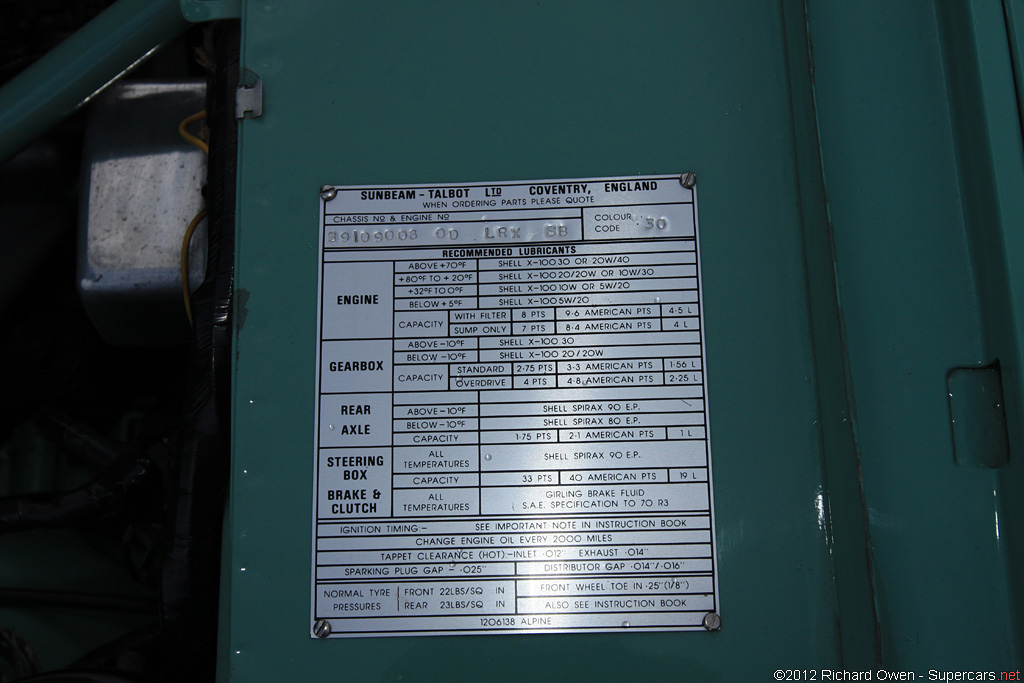 SUNBEAM - TALBOT LTD COVENTRY, ENGLAND
WHEN ORDERING PARTS PLEASE QUOTE
CHASSIS NO & ENGINE NO
B9109008 OD LRX BB
COLOUR CODE 30
RECOMMENDED LUBRICANTS
ENGINE
ABOVE +70°F SHELL X-100 30 OR 20W/40
+80°F TO +20°F SHELL X-100 20/20W OR 10W/30
+32°F TO 0°F SHELL X-100 10W OR 5W/20
BELOW +5°F SHELL X-100 5W/20
CAPACITY WITH FILTER 8 PTS 9·6 AMERICAN PTS 4·5 L
SUMP ONLY 7 PTS 8·4 AMERICAN PTS 4 L
GEARBOX
ABOVE -10°F SHELL X-100 30
BELOW -10°F SHELL X-100 20/20W
CAPACITY STANDARD 2·75 PTS 3·3 AMERICAN PTS 1·56 L
OVERDRIVE 4 PTS 4·8 AMERICAN PTS 2·25 L
REAR AXLE
ABOVE -10°F SHELL SPIRAX 90 E.P.
BELOW -10°F SHELL SPIRAX 80 E.P.
CAPACITY 1·75 PTS 2·1 AMERICAN PTS 1 L
STEERING BOX
ALL TEMPERATURES SHELL SPIRAX 90 E.P.
CAPACITY 33 PTS 40 AMERICAN PTS 19 L
BRAKE & CLUTCH
ALL TEMPERATURES GIRLING BRAKE FLUID
S.A.E. SPECIFICATION TO 70 R3
IGNITION TIMING - SEE IMPORTANT NOTE IN INSTRUCTION BOOK
CHANGE ENGINE OIL EVERY 2000 MILES
TAPPET CLEARANCE (HOT) - INLET ·012" EXHAUST ·014"
SPARKING PLUG GAP - ·025" DISTRIBUTOR GAP ·014"/·016"
NORMAL TYRE PRESSURES
FRONT 22LBS/SQ IN
REAR 23LBS/SQ IN
FRONT WHEEL TOE IN ·25"(1/8")
ALSO SEE INSTRUCTION BOOK
1206138 ALPINE
©2012 Richard Owen - Supercars.net